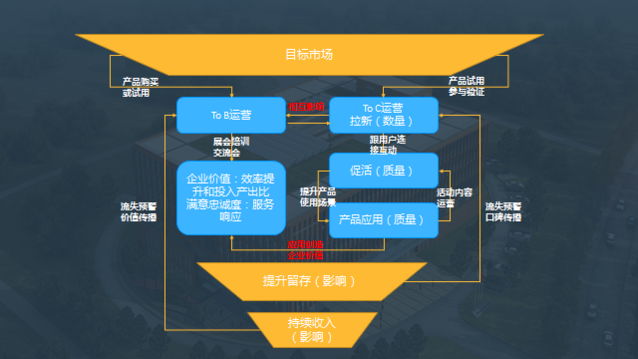 目标市场
产品购买
或试用
产品试用
参与验证
To B运营
相互影响
To C运营
拉新（数量）
展会培训
交流会
跟用户连
接互动
企业价值：效率提
升和投入产出比
满意忠诚度：服务
响应
促活（质量）
提升产品
使用场景
活动内容
运营
产品应用（质量）
流失预警
价值传播
流失预警
口碑传播
应用创造
企业价值
提升留存（影响）
持续收入
（影响）